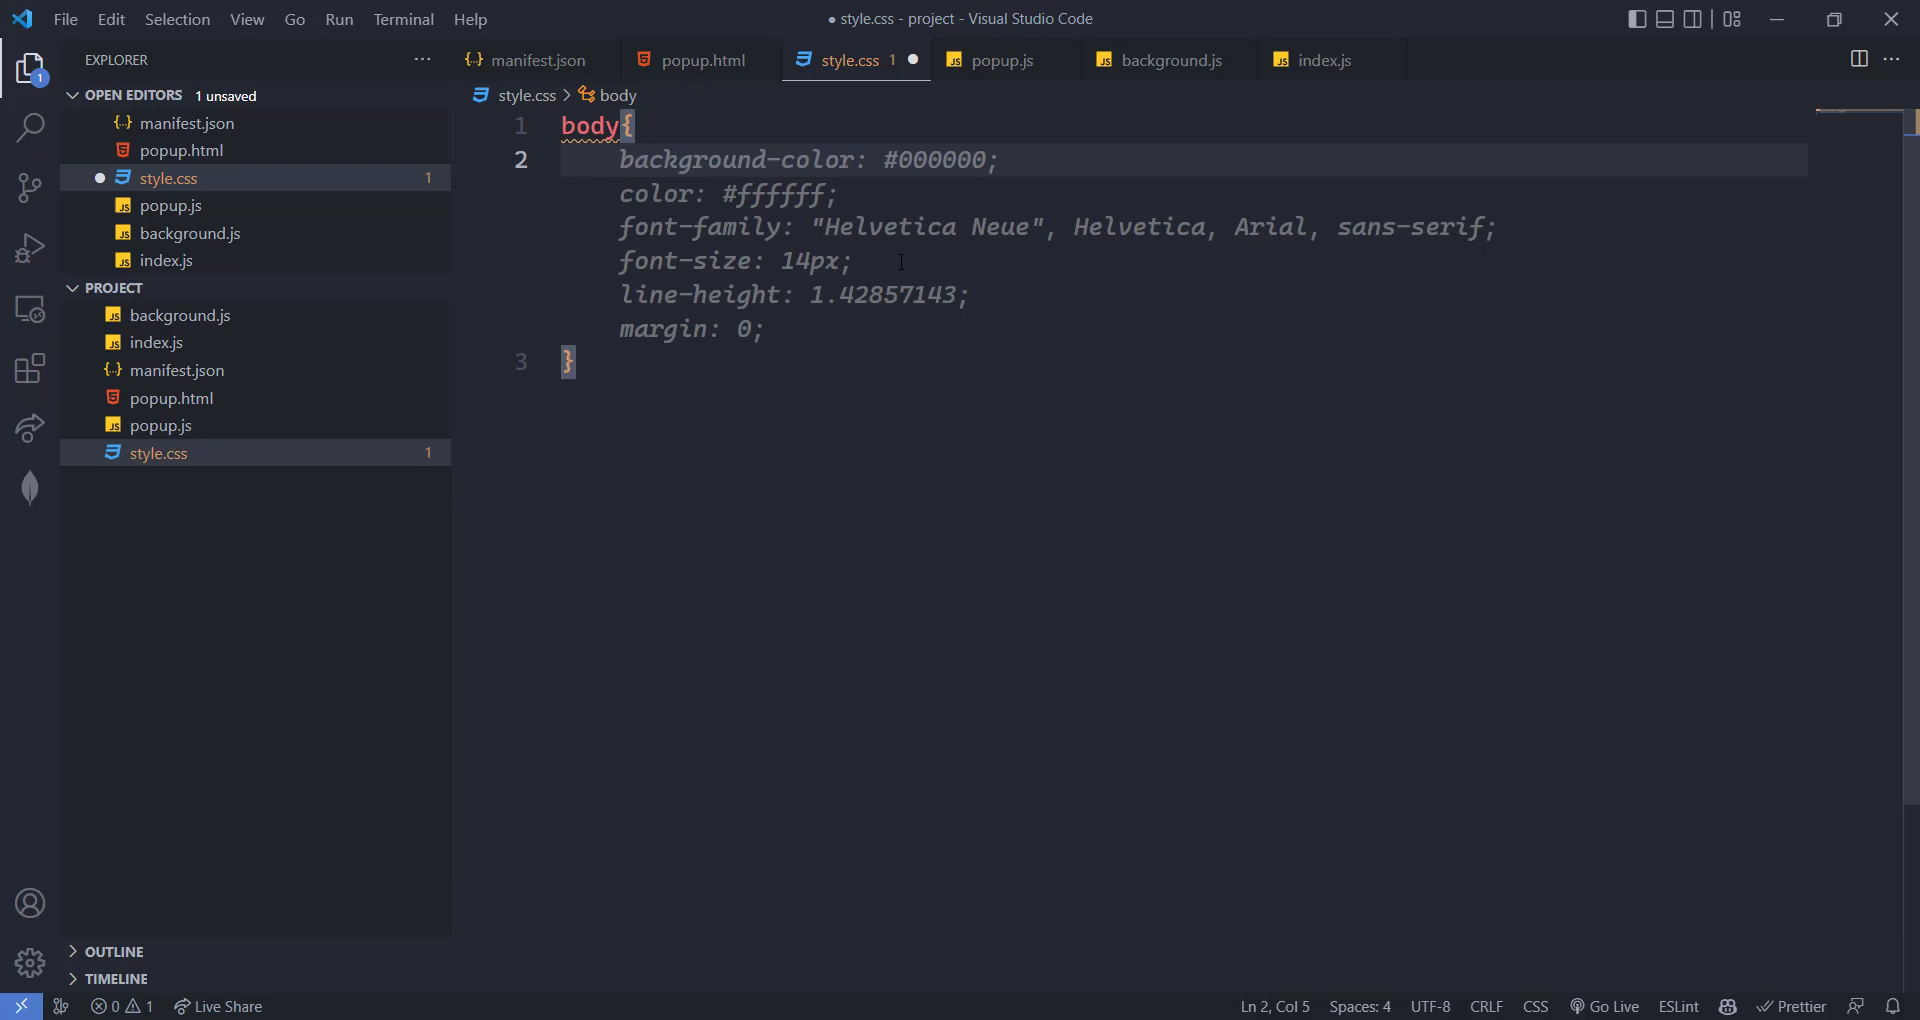 File Edit Selection View Go Run Terminal Help
● style.css - project - Visual Studio Code
1
EXPLORER
manifest.json
popup.html
style.css 1
popup.js
background.js
index.js
OPEN EDITORS 1 unsaved
manifest.json
popup.html
style.css 1
popup.js
background.js
index.js
PROJECT
background.js
index.js
manifest.json
popup.html
popup.js
style.css 1
OUTLINE
TIMELINE
style.css > body
1 body{
2 background-color: #000000;
color: #ffffff;
font-family: "Helvetica Neue", Helvetica, Arial, sans-serif;
font-size: 14px;
line-height: 1.42857143;
margin: 0;
3 }
0 1 Live Share
Ln 2, Col 5 Spaces: 4 UTF-8 CRLF CSS Go Live ESLint Prettier